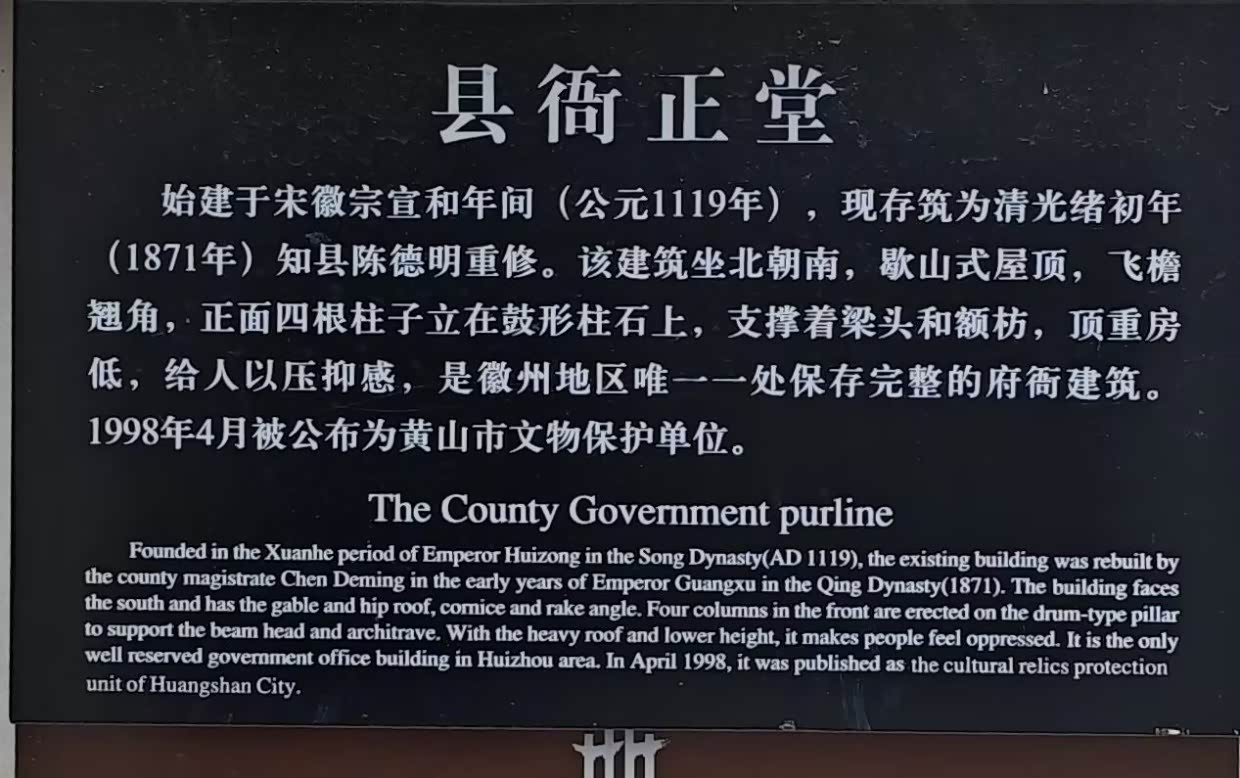 县衙正堂
始建于宋徽宗宣和年间（公元1119年），现存筑为清光绪初年
（1871年）知县陈德明重修。该建筑坐北朝南，歇山式屋顶，飞檐
翘角，正面四根柱子立在鼓形柱石上，支撑着梁头和额枋，顶重房
低，给人以压抑感，是徽州地区唯一一处保存完整的府衙建筑。
1998年4月被公布为黄山市文物保护单位。
The County Government purline
Founded in the Xuanhe period of Emperor Huizong in the Song Dynasty(AD 1119), the existing building was rebuilt by
the county magistrate Chen Deming in the early years of Emperor Guangxu in the Qing Dynasty(1871). The building faces
the south and has the gable and hip roof, cornice and rake angle. Four columns in the front are erected on the drum-type pillar
to support the beam head and architrave. With the heavy roof and lower height, it makes people feel oppressed. It is the only
well reserved government office building in Huizhou area. In April 1998, it was published as the cultural relics protection
unit of Huangshan City.